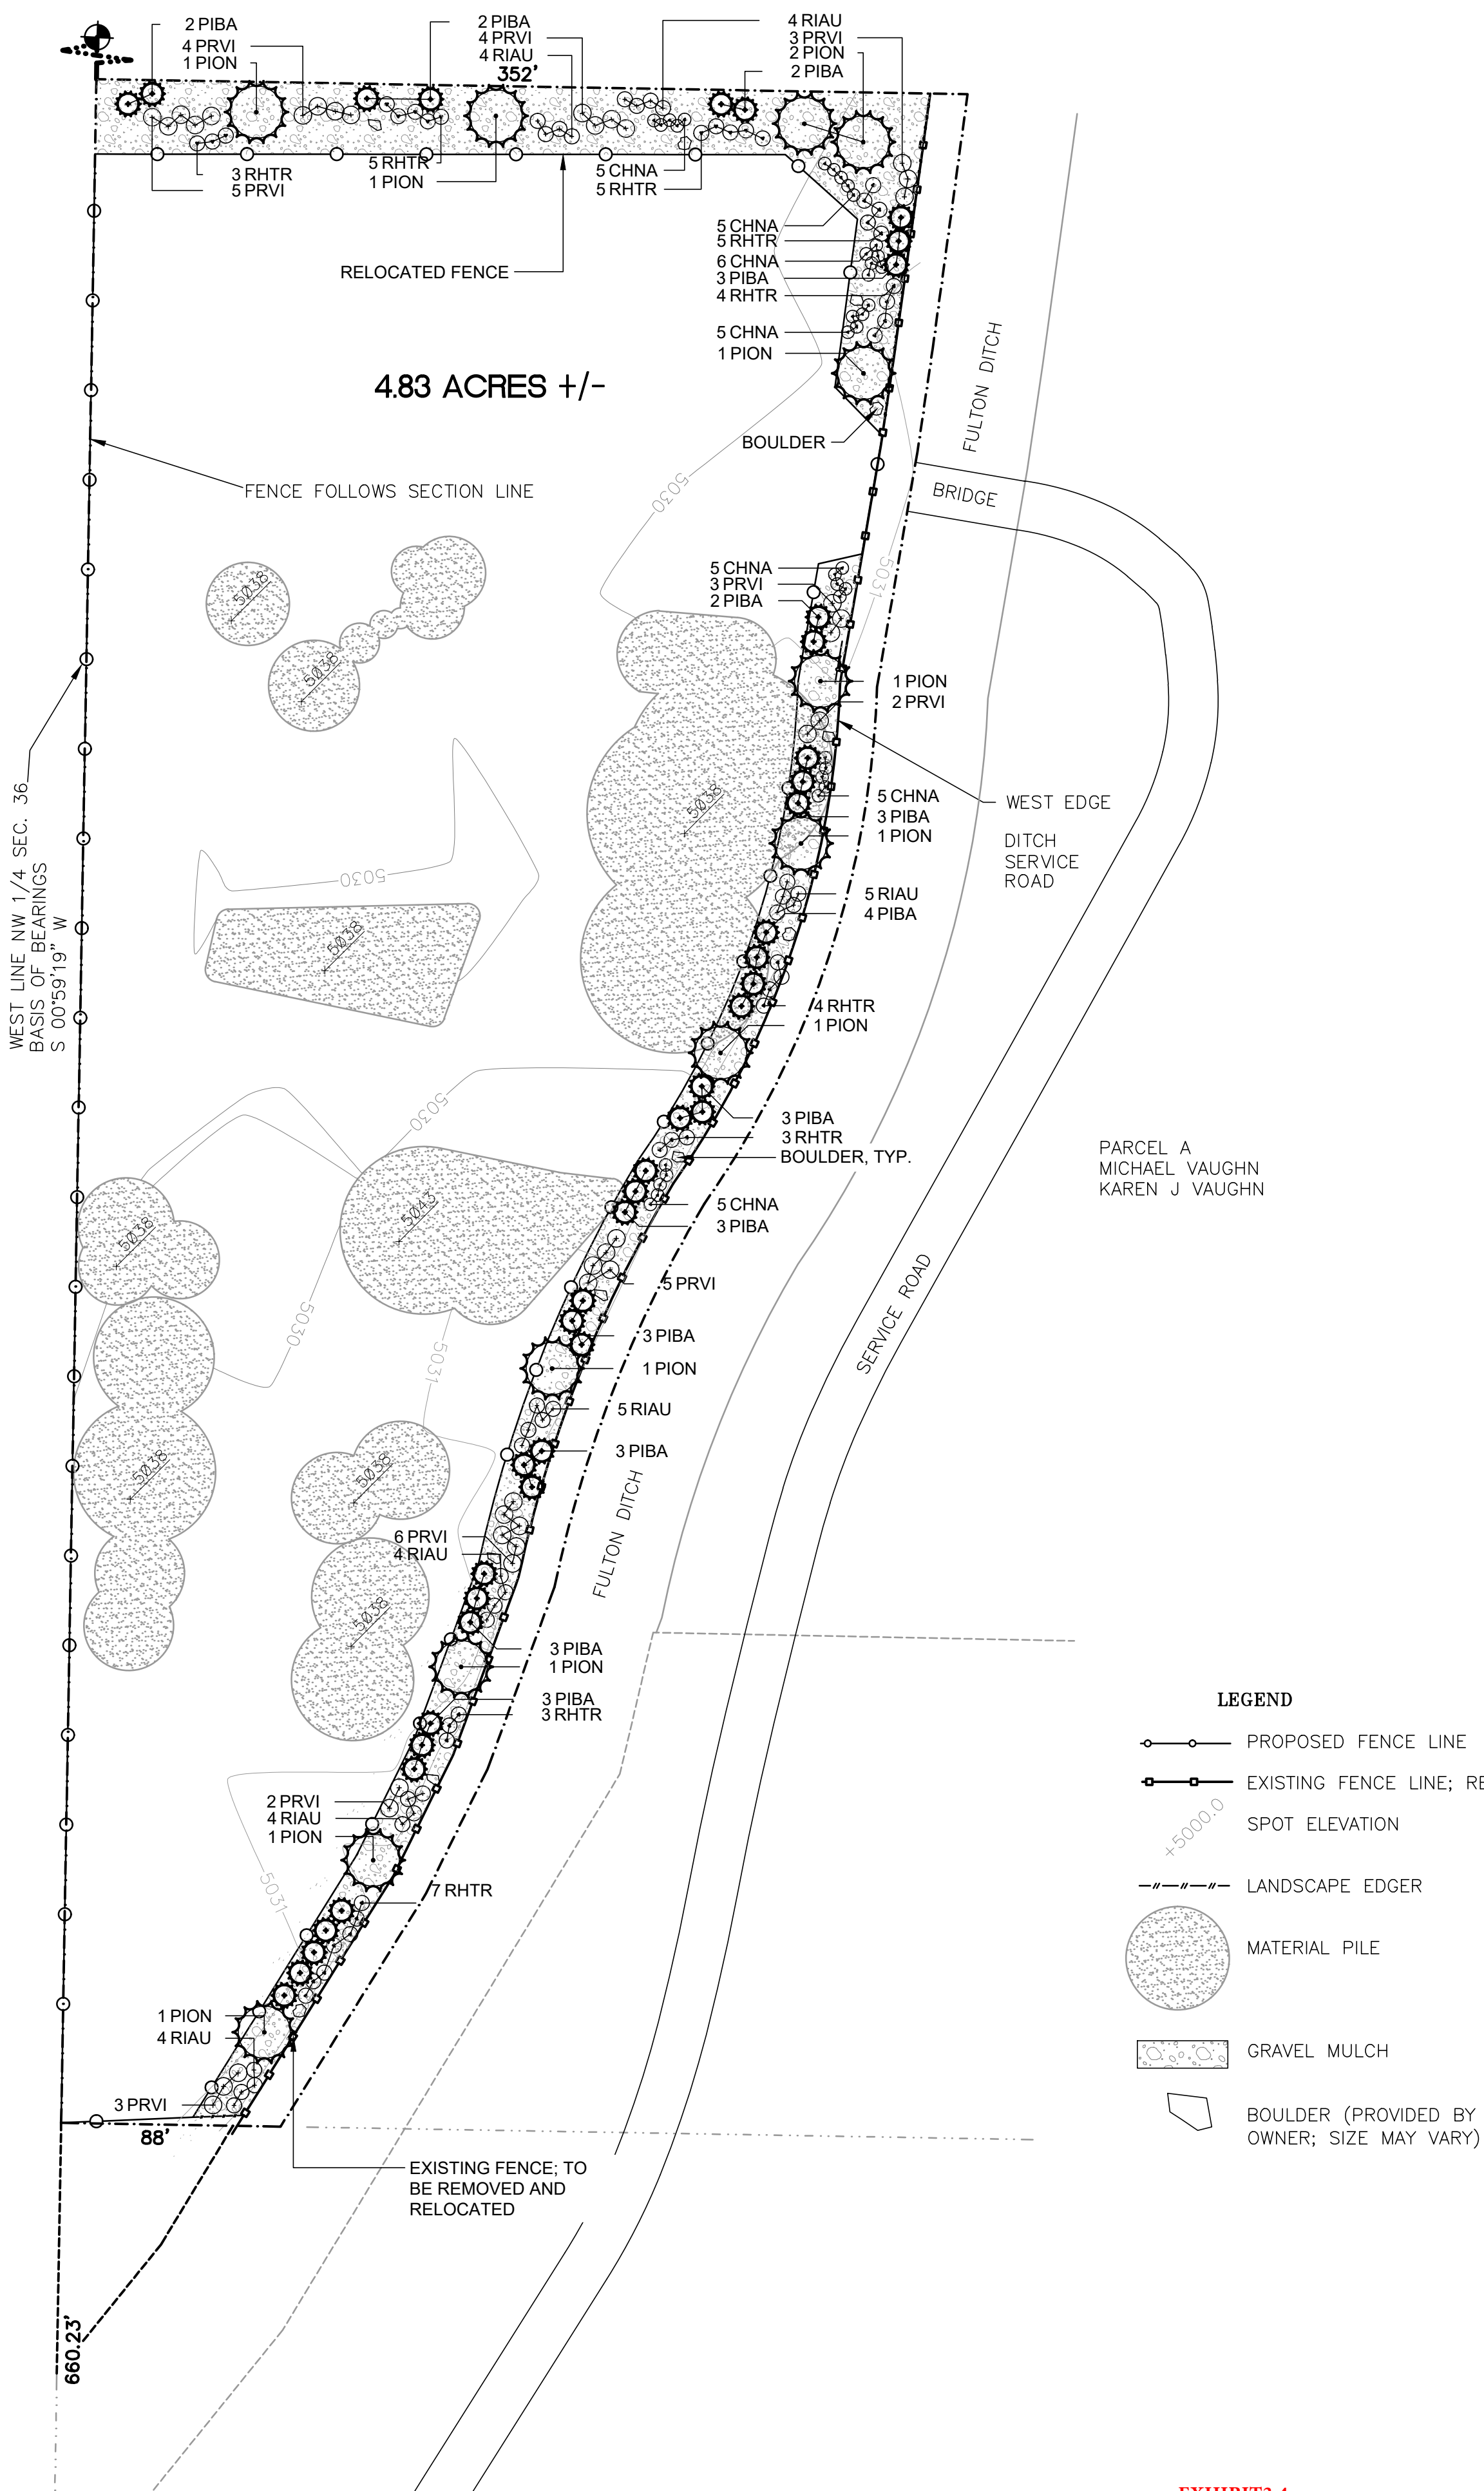 2 PIBA
4 PRVI
1 PION
2 PIBA
4 PRVI
4 RIAU
352'
4 RIAU
3 PRVI
2 PION
2 PIBA
3 RHTR
5 PRVI
5 RHTR
1 PION
5 CHNA
5 RHTR
5 CHNA
5 RHTR
6 CHNA
3 PIBA
4 RHTR
5 CHNA
1 PION
RELOCATED FENCE
4.83 ACRES +/-
BOULDER
FULTON DITCH
BRIDGE
FENCE FOLLOWS SECTION LINE
5030
5031
5 CHNA
3 PRVI
2 PIBA
5038
5038
1 PION
2 PRVI
5038
5 CHNA
3 PIBA
1 PION
WEST EDGE
DITCH
SERVICE
ROAD
WEST LINE NW 1/4 SEC. 36
BASIS OF BEARINGS
S 00°59'19" W
5030
5038
5 RIAU
4 PIBA
4 RHTR
1 PION
5030
3 PIBA
3 RHTR
BOULDER, TYP.
PARCEL A
MICHAEL VAUGHN
KAREN J VAUGHN
5038
5043
5 CHNA
3 PIBA
5 PRVI
5030
5031
3 PIBA
1 PION
SERVICE ROAD
5 RIAU
3 PIBA
5038
5038
FULTON DITCH
6 PRVI
4 RIAU
5038
3 PIBA
1 PION
3 PIBA
3 RHTR
2 PRVI
4 RIAU
1 PION
5031
7 RHTR
1 PION
4 RIAU
3 PRVI
88'
EXISTING FENCE; TO
BE REMOVED AND
RELOCATED
660.23'
LEGEND
PROPOSED FENCE LINE
EXISTING FENCE LINE; RE
+5000.0
SPOT ELEVATION
LANDSCAPE EDGER
MATERIAL PILE
GRAVEL MULCH
BOULDER (PROVIDED BY
OWNER; SIZE MAY VARY)